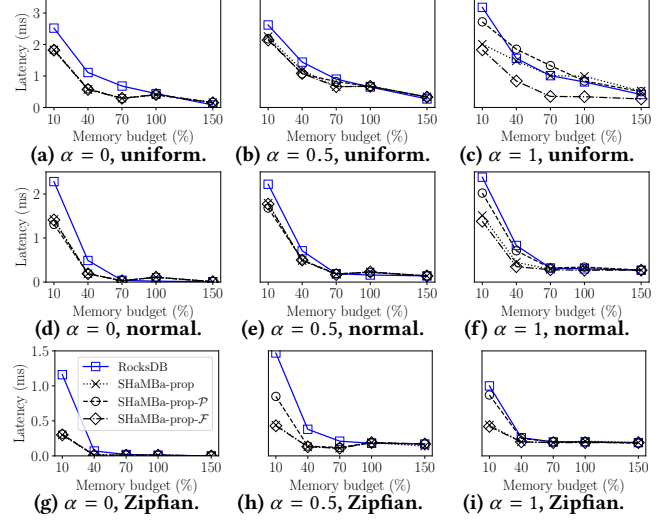 Latency (ms)
3
2
1
0
10 40 70 100 150
10 40 70 100 150
10 40 70 100 150
Memory budget (%) Memory budget (%) Memory budget (%)
(a) α = 0, uniform. (b) α = 0.5, uniform. (c) α = 1, uniform.
Latency (ms)
2
1
0
10 40 70 100 150
10 40 70 100 150
10 40 70 100 150
Memory budget (%) Memory budget (%) Memory budget (%)
(d) α = 0, normal. (e) α = 0.5, normal. (f) α = 1, normal.
Latency (ms)
1.5
1.0
0.5
0.0
RocksDB
SHaMBa-prop
SHaMBa-prop-𝒫
SHaMBa-prop-ℱ
10 40 70 100 150
10 40 70 100 150
10 40 70 100 150
Memory budget (%) Memory budget (%) Memory budget (%)
(g) α = 0, Zipfian. (h) α = 0.5, Zipfian. (i) α = 1, Zipfian.